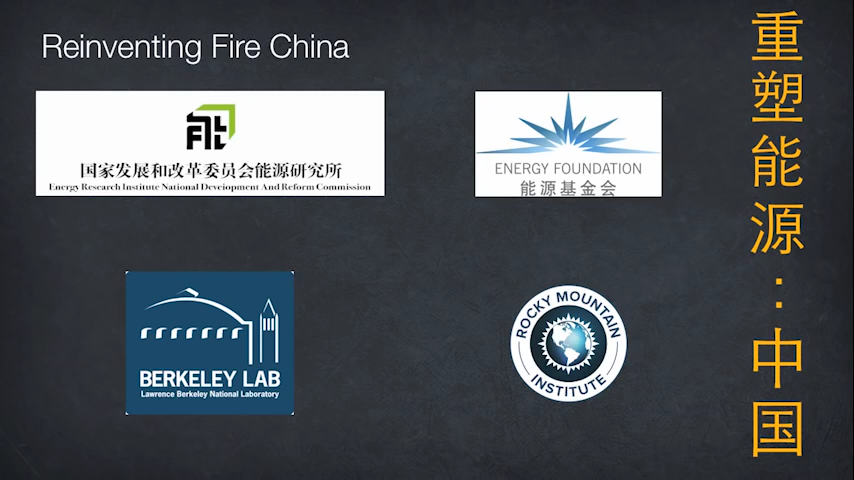 Reinventing Fire China
国家发展和改革委员会能源研究所
Energy Research Institute National Development And Reform Commission
ENERGY FOUNDATION
能源基金会
BERKELEY LAB
Lawrence Berkeley National Laboratory
ROCKY MOUNTAIN
INSTITUTE
重塑能源:中国